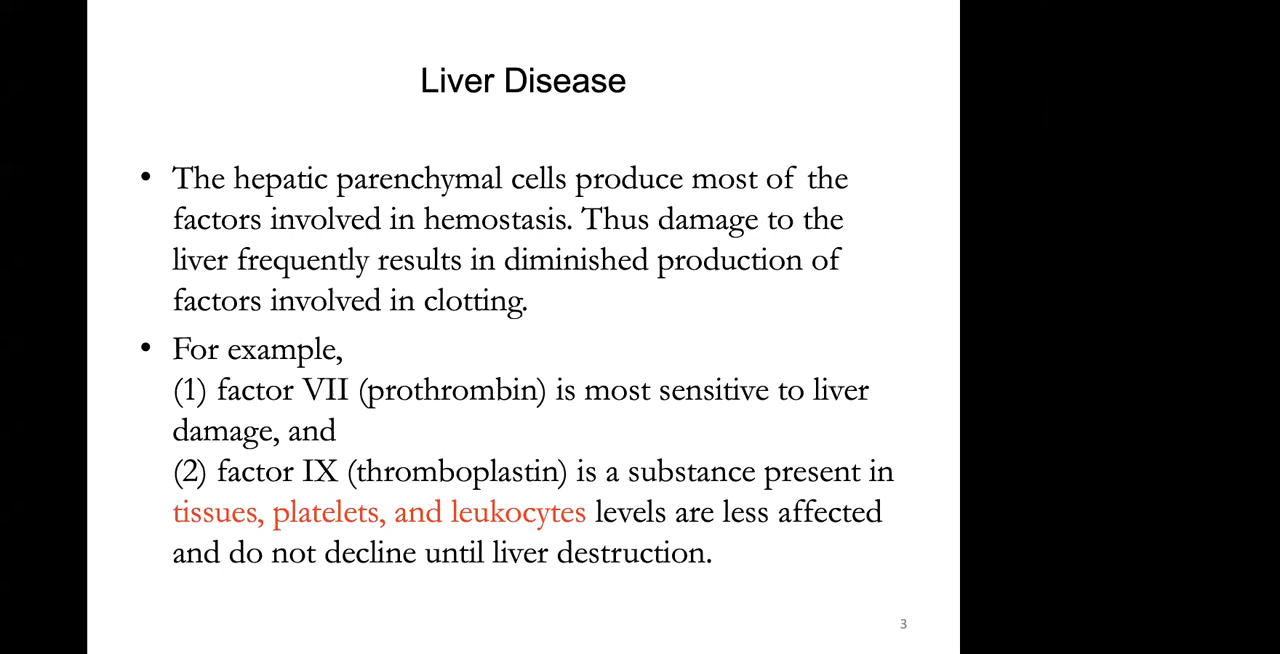 Liver Disease
• The hepatic parenchymal cells produce most of the
factors involved in hemostasis. Thus damage to the
liver frequently results in diminished production of
factors involved in clotting.
• For example,
(1) factor VII (prothrombin) is most sensitive to liver
damage, and
(2) factor IX (thromboplastin) is a substance present in
tissues, platelets, and leukocytes levels are less affected
and do not decline until liver destruction.
3